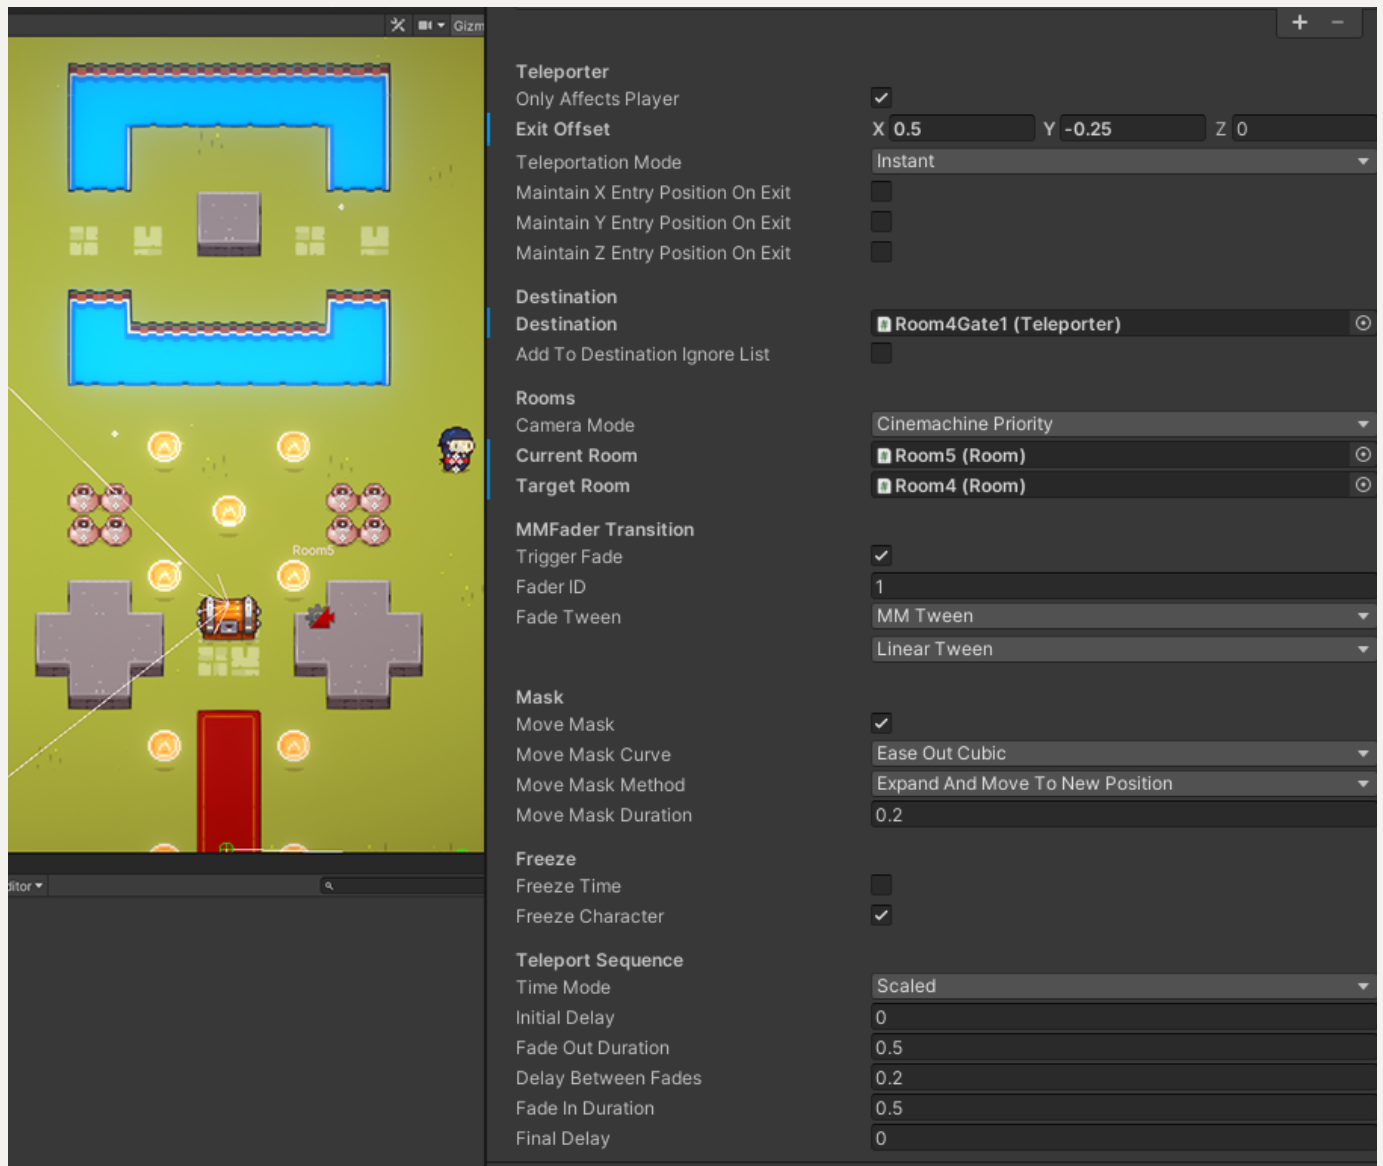 Gizm
Room5
ditor
Teleporter
Only Affects Player
Exit Offset X 0.5 Y -0.25 Z 0
Teleportation Mode Instant
Maintain X Entry Position On Exit
Maintain Y Entry Position On Exit
Maintain Z Entry Position On Exit
Destination
Destination Room4Gate1 (Teleporter)
Add To Destination Ignore List
Rooms
Camera Mode Cinemachine Priority
Current Room Room5 (Room)
Target Room Room4 (Room)
MMFader Transition
Trigger Fade
Fader ID 1
Fade Tween MM Tween
Linear Tween
Mask
Move Mask
Move Mask Curve Ease Out Cubic
Move Mask Method Expand And Move To New Position
Move Mask Duration 0.2
Freeze
Freeze Time
Freeze Character
Teleport Sequence
Time Mode Scaled
Initial Delay 0
Fade Out Duration 0.5
Delay Between Fades 0.2
Fade In Duration 0.5
Final Delay 0